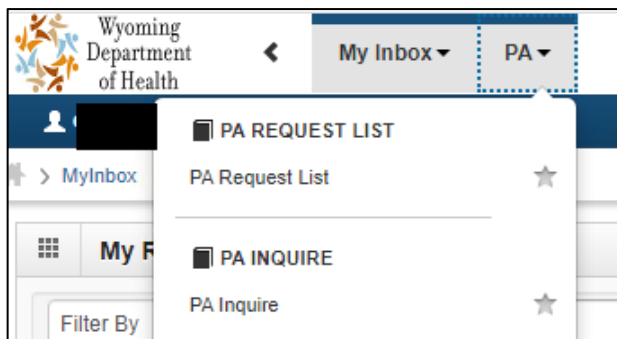 Wyoming
Department
of Health
My Inbox
PA
PA REQUEST LIST
> MyInbox
PA Request List
My R
PA INQUIRE
PA Inquire
Filter By